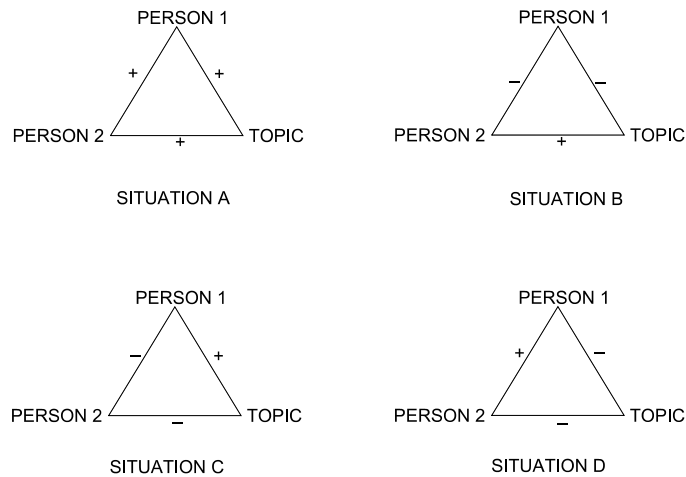 PERSON 1
+ +
PERSON 2 + TOPIC
SITUATION A
PERSON 1
− −
PERSON 2 + TOPIC
SITUATION B
PERSON 1
− +
PERSON 2 − TOPIC
SITUATION C
PERSON 1
+ −
PERSON 2 − TOPIC
SITUATION D